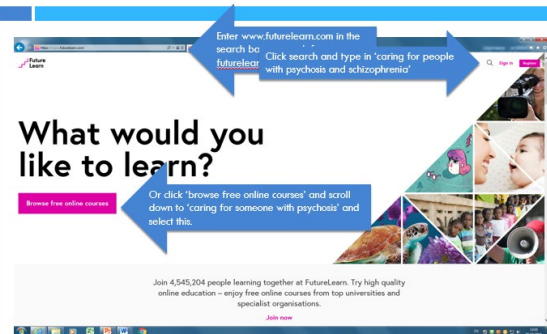 Enter www.futurelearn.com in the
search ba
futurelear
Click search and type in 'caring for people
with psychosis and schizophrenia'
Future
Learn
Sign in
Register
What would you
like to learn?
Browse free online courses
Or click 'browse free online courses' and scroll
down to 'caring for someone with psychosis' and
select this.
Join 4,545,204 people learning together at FutureLearn. Try high quality
online education – enjoy free online courses from top universities and
specialist organisations.
Join now